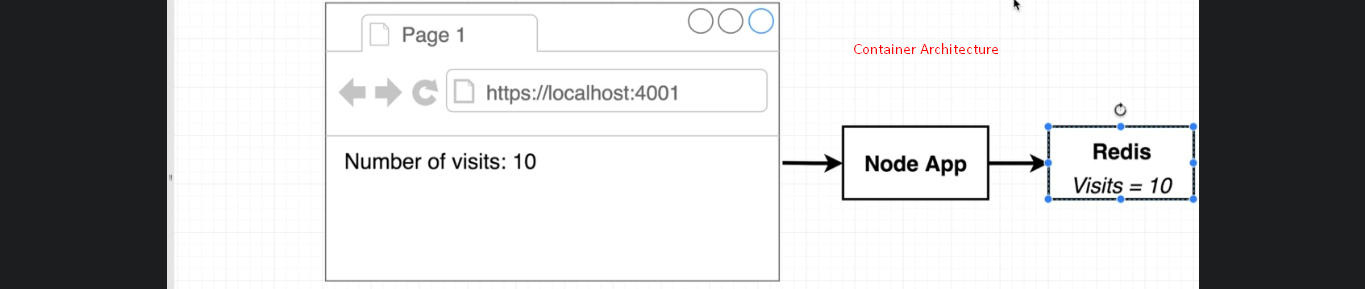 Page 1
https://localhost:4001
Number of visits: 10
Container Architecture
Node App
Redis
Visits = 10